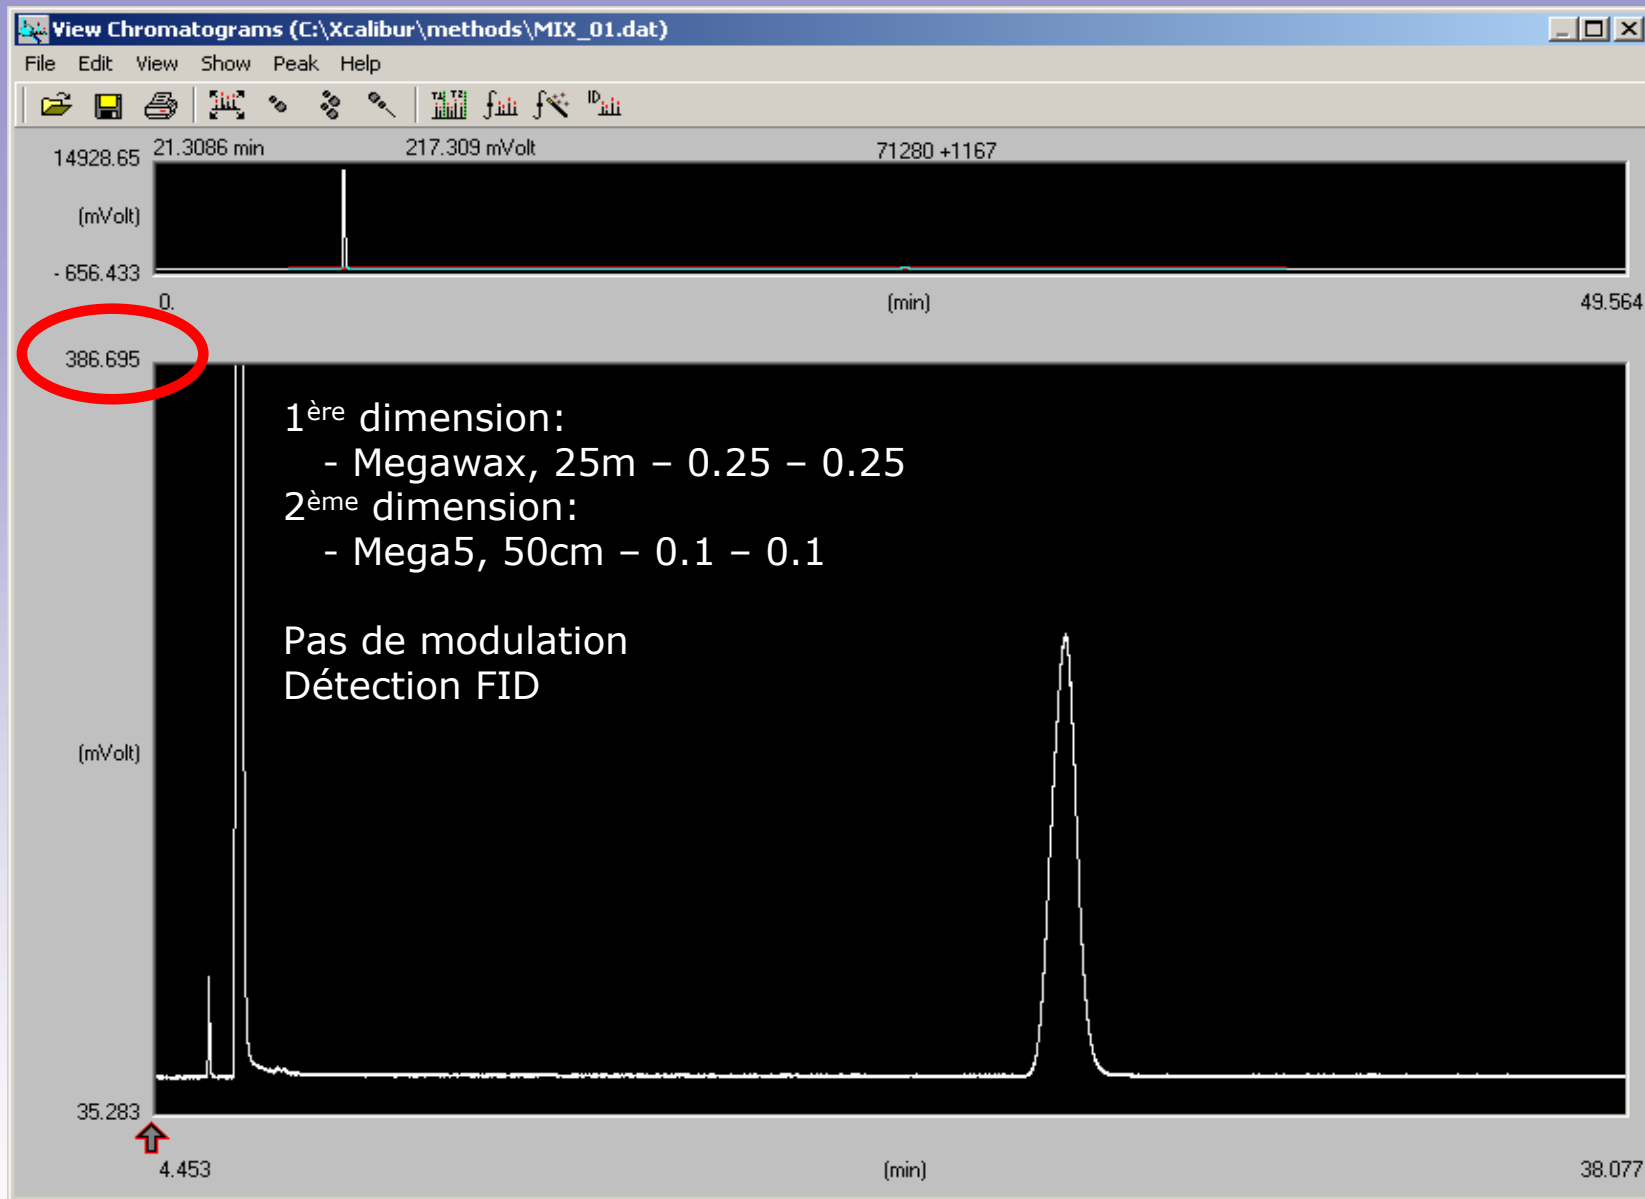 View Chromatograms (C:\Xcalibur\methods\MIX_01.dat)
File Edit View Show Peak Help
T1 T2 ID
14928.65 21.3086 min 217.309 mVolt 71280 +1167
(mVolt)
- 656.433
0. (min) 49.564
386.695
1ère dimension:
- Megawax, 25m – 0.25 – 0.25
2ème dimension:
- Mega5, 50cm – 0.1 – 0.1
Pas de modulation
Détection FID
(mVolt)
35.283
4.453 (min) 38.077